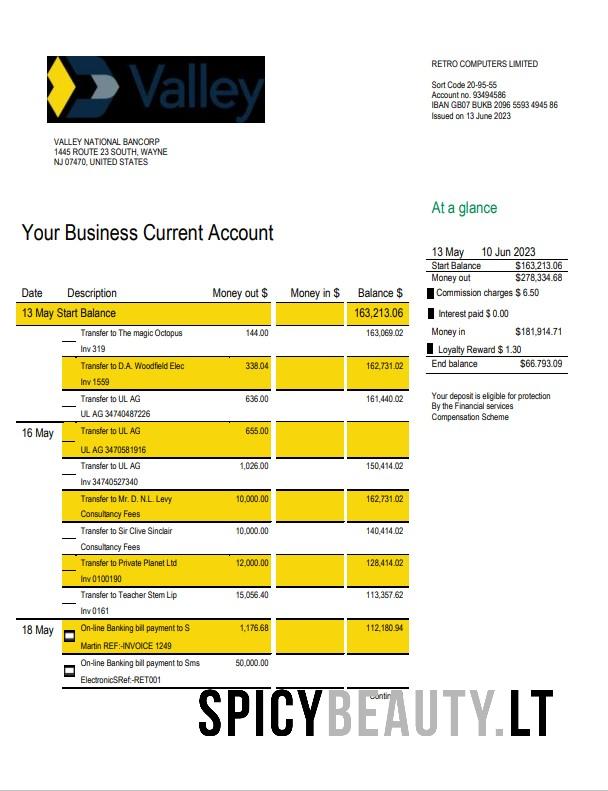 Valley
RETRO COMPUTERS LIMITED
Sort Code 20-95-55
Account no. 93494586
IBAN GB07 BUKB 2096 5593 4945 86
Issued on 13 June 2023
VALLEY NATIONAL BANCORP
1445 ROUTE 23 SOUTH, WAYNE
NJ 07470, UNITED STATES
At a glance
Your Business Current Account
13 May 10 Jun 2023
Start Balance $163,213.06
Money out $278,334.68
Commission charges $ 6.50
Interest paid $ 0.00
Money in $181,914.71
Loyalty Reward $ 1.30
End balance $66.793.09
Your deposit is eligible for protection
By the Financial services
Compensation Scheme
Date Description Money out $ Money in $ Balance $
13 May Start Balance 163,213.06
Transfer to The magic Octopus 144.00 163,069.02
Inv 319
Transfer to D.A. Woodfield Elec 338.04 162,731.02
Inv 1559
Transfer to UL AG 636.00 161,440.02
UL AG 34740487226
16 May Transfer to UL AG 655.00
UL AG 3470581916
Transfer to UL AG 1,026.00 150,414.02
Inv 34740527340
Transfer to Mr. D. N.L. Levy 10,000.00 162,731.02
Consultancy Fees
Transfer to Sir Clive Sinclair 10,000.00 140,414.02
Consultancy Fees
Transfer to Private Planet Ltd 12,000.00 128,414.02
Inv 0100190
Transfer to Teacher Stem Lip 15,056.40 113,357.62
Inv 0161
18 May On-line Banking bill payment to S 1,176.68 112,180.94
Martin REF:-INVOICE 1249
On-line Banking bill payment to Sms 50,000.00
ElectronicSRef:-RET001
SPICYBEAUTY.LT